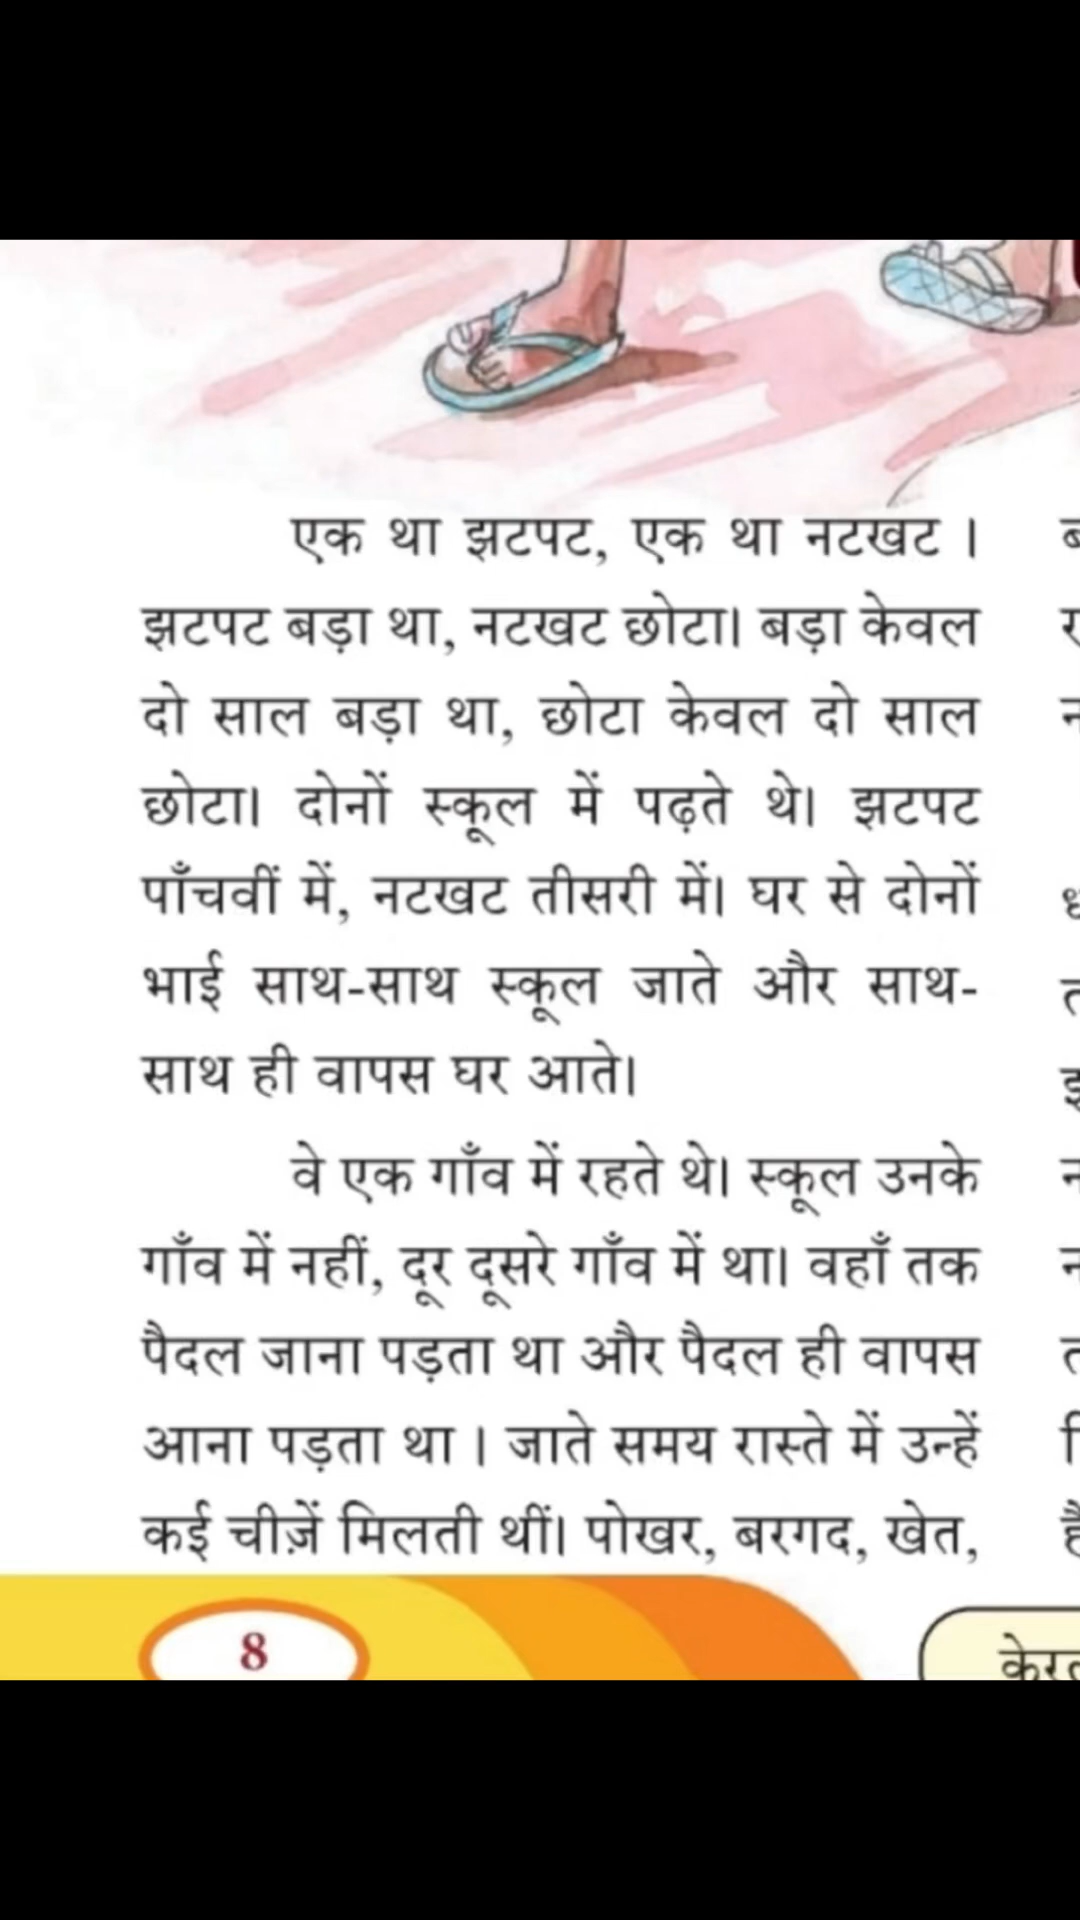 एक था झटपट, एक था नटखट ।
झटपट बड़ा था, नटखट छोटा। बड़ा केवल
दो साल बड़ा था, छोटा केवल दो साल
छोटा। दोनों स्कूल में पढ़ते थे। झटपट
पाँचवीं में, नटखट तीसरी में। घर से दोनों
भाई साथ-साथ स्कूल जाते और साथ-
साथ ही वापस घर आते।
वे एक गाँव में रहते थे। स्कूल उनके
गाँव में नहीं, दूर दूसरे गाँव में था। वहाँ तक
पैदल जाना पड़ता था और पैदल ही वापस
आना पड़ता था । जाते समय रास्ते में उन्हें
कई चीज़ें मिलती थीं। पोखर, बरगद, खेत,
8